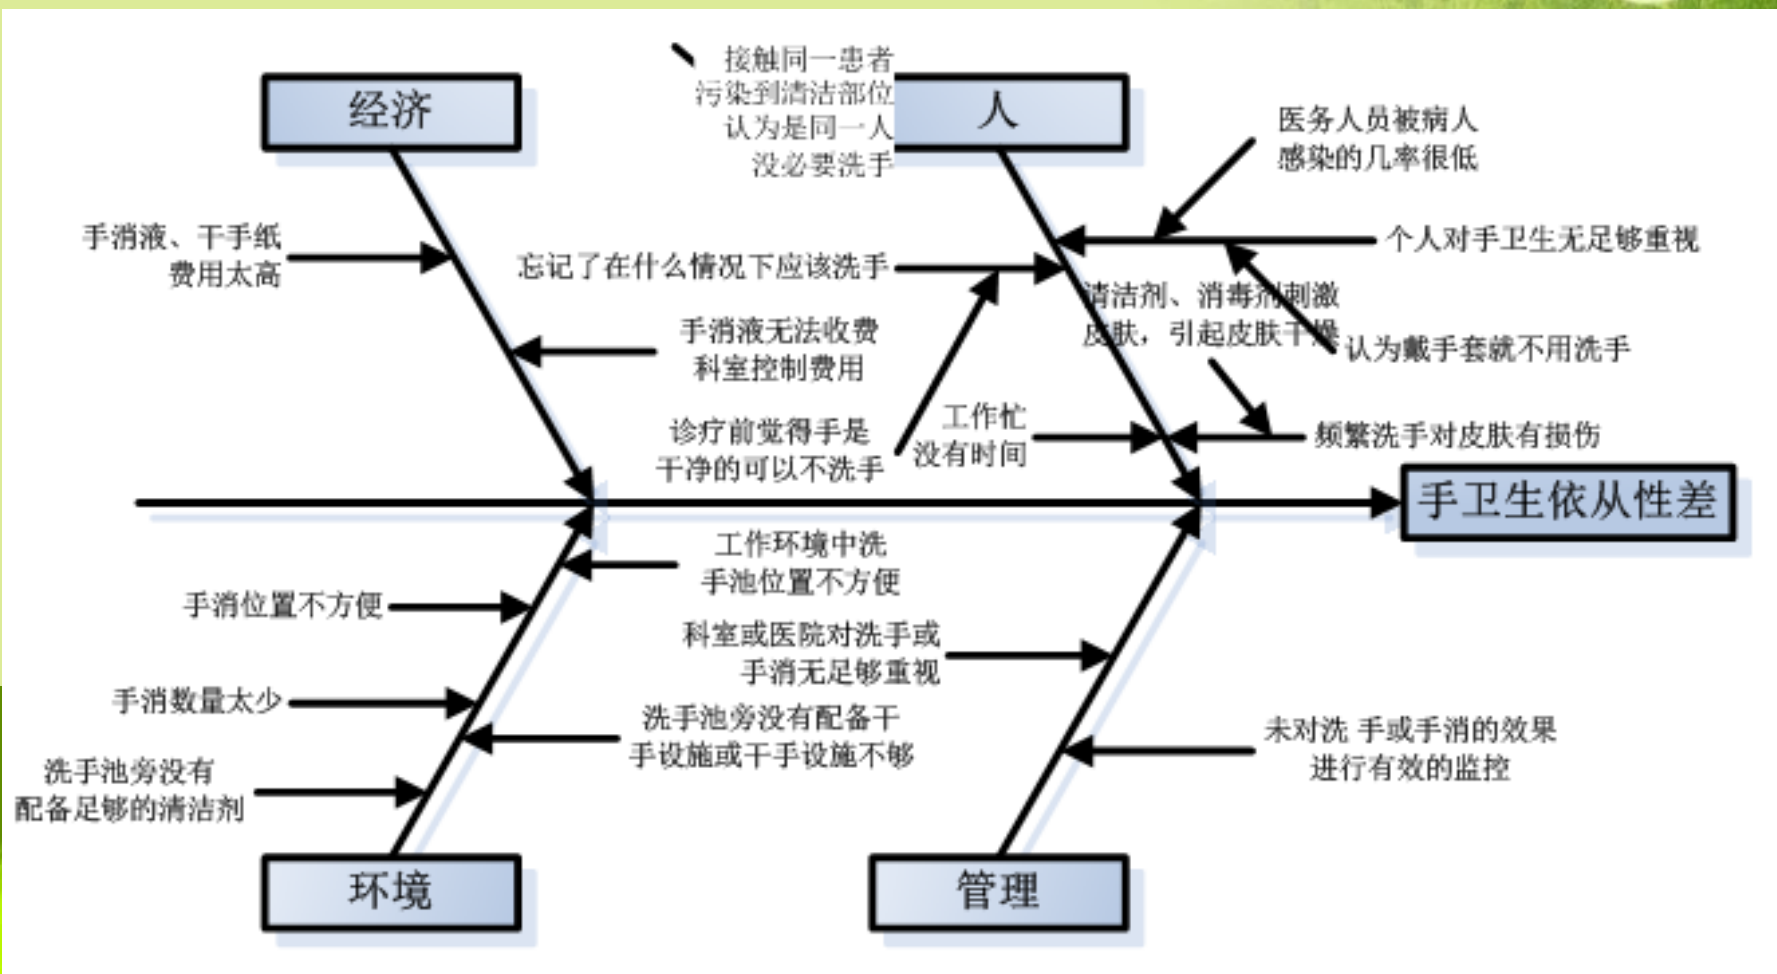 接触同一患者
污染到清洁部位
认为是同一人
没必要洗手
经济
人
医务人员被病人
感染的几率很低
手消液、干手纸
费用太高
忘记了在什么情况下应该洗手
个人对手卫生无足够重视
清洁剂、消毒剂刺激
皮肤，引起皮肤干燥
手消液无法收费
科室控制费用
认为戴手套就不用洗手
诊疗前觉得手是
干净的可以不洗手
工作忙
没有时间
频繁洗手对皮肤有损伤
手卫生依从性差
工作环境中洗
手池位置不方便
手消位置不方便
科室或医院对洗手或
手消无足够重视
手消数量太少
洗手池旁没有配备干
手设施或干手设施不够
未对洗 手或手消的效果
进行有效的监控
洗手池旁没有
配备足够的清洁剂
环境
管理